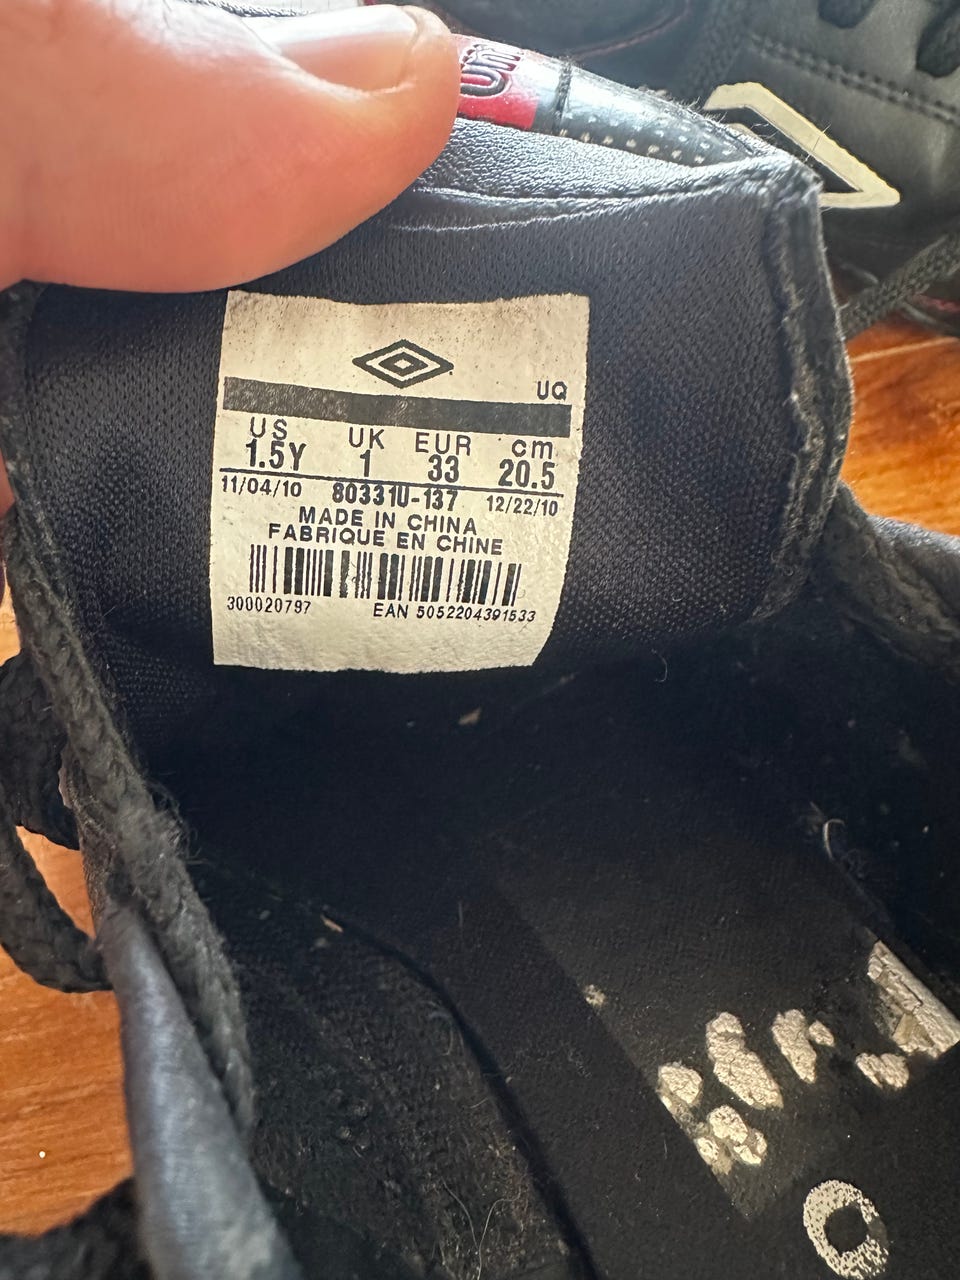 um
UQ
US UK EUR cm
1.5Y 1 33 20.5
11/04/10 80331U-137 12/22/10
MADE IN CHINA
FABRIQUE EN CHINE
300020797 EAN 5052204391533